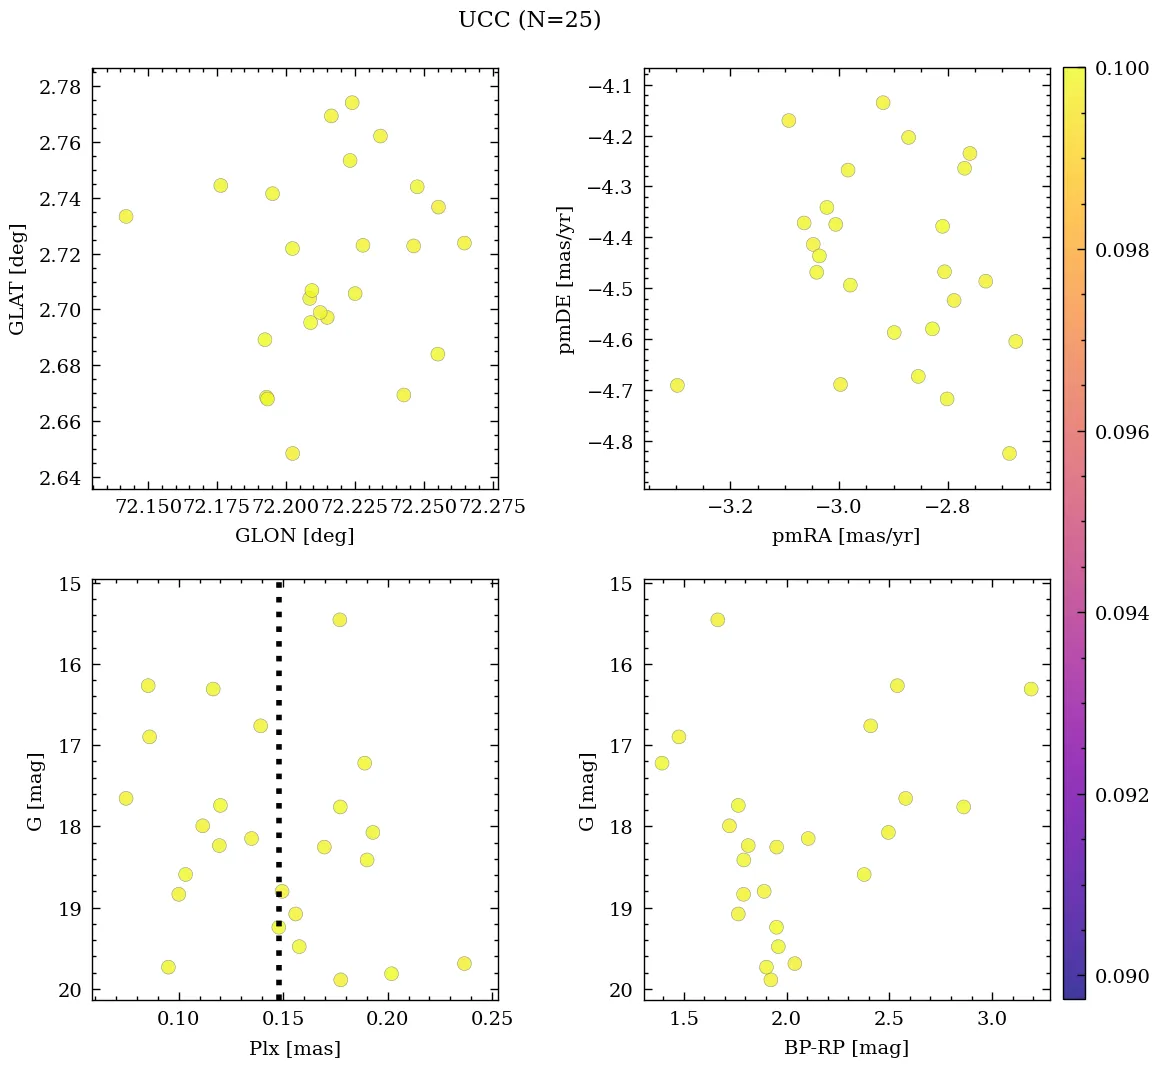 UCC (N=25)
2.78
2.76
2.74
2.72
2.70
2.68
2.66
2.64
GLAT [deg]
72.150 72.175 72.200 72.225 72.250 72.275
GLON [deg]
−4.1
−4.2
−4.3
−4.4
−4.5
−4.6
−4.7
−4.8
pmDE [mas/yr]
−3.2 −3.0 −2.8
pmRA [mas/yr]
0.100
0.098
0.096
0.094
0.092
0.090
15
16
17
18
19
20
G [mag]
0.10 0.15 0.20 0.25
Plx [mas]
15
16
17
18
19
20
G [mag]
1.5 2.0 2.5 3.0
BP-RP [mag]